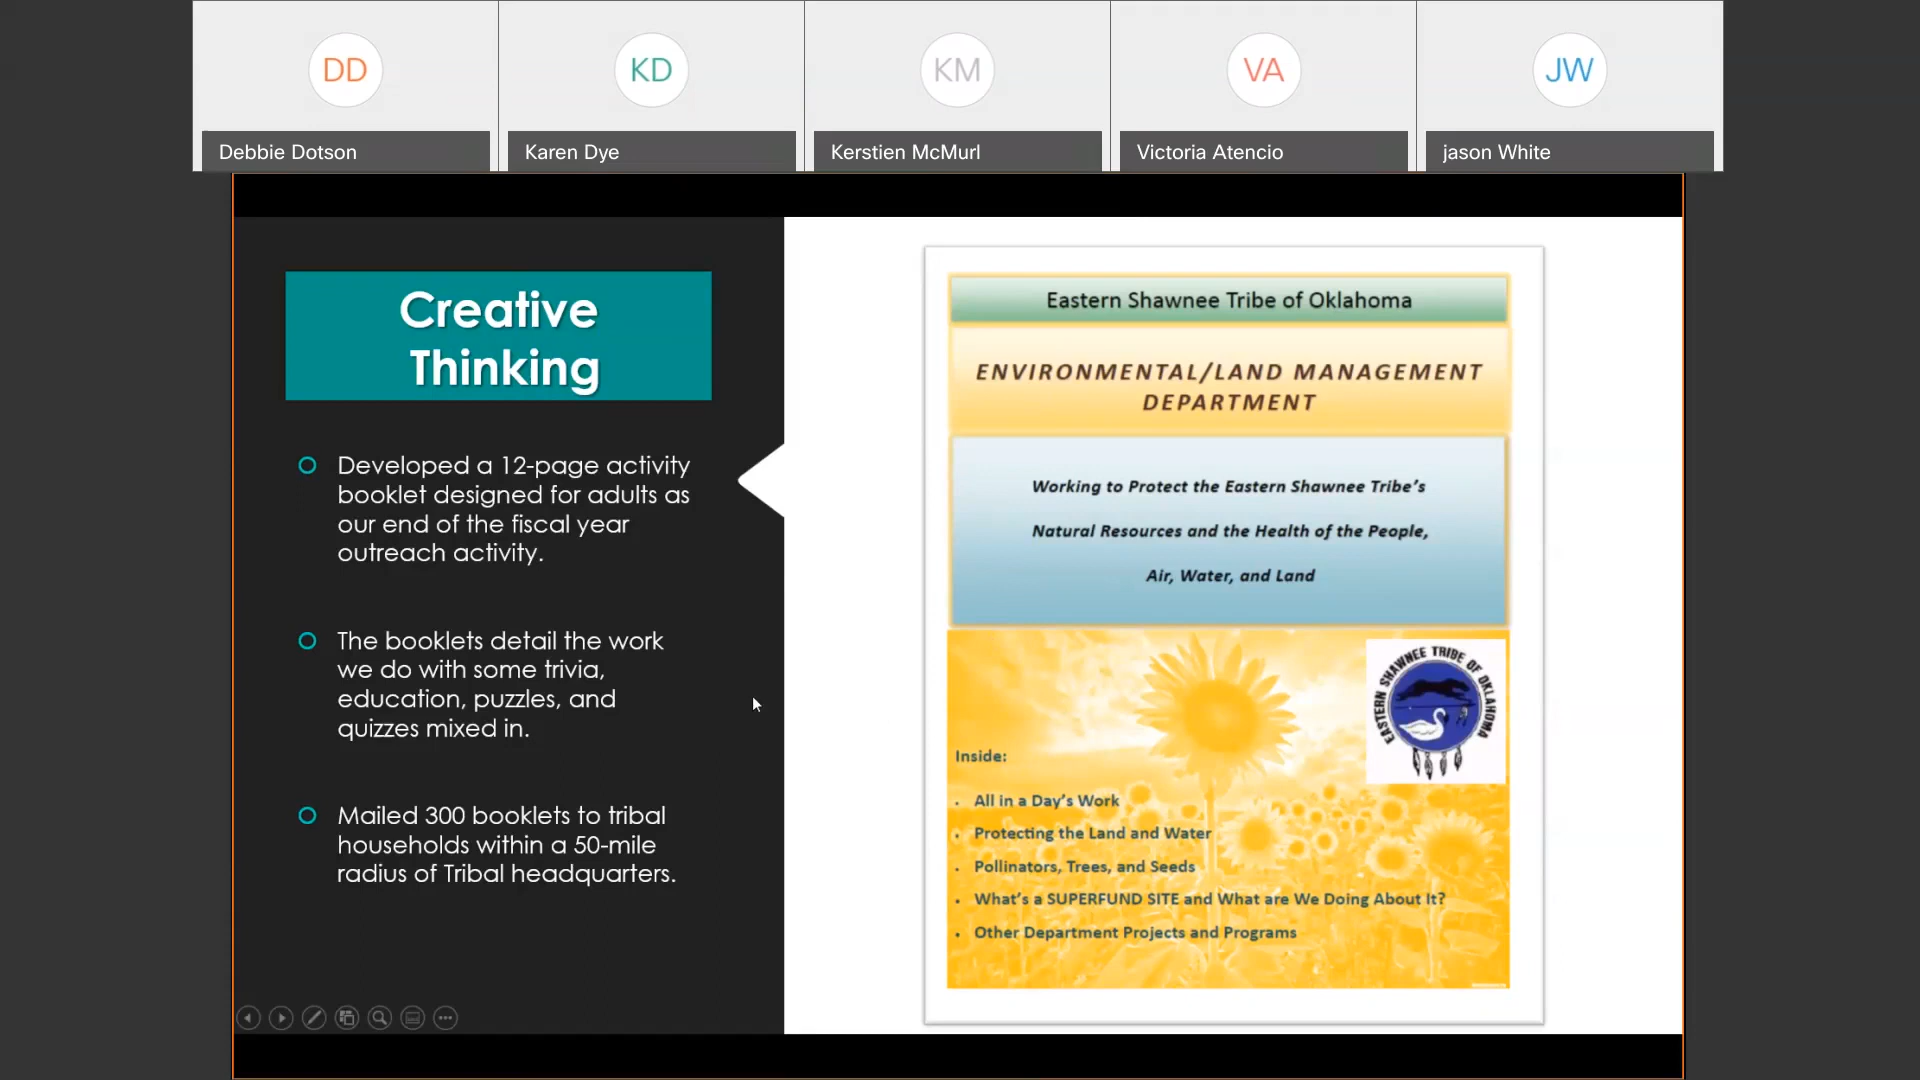 DD
KD
KM
VA
JW
Debbie Dotson
Karen Dye
Kerstien McMurl
Victoria Atencio
jason White
Creative
Thinking
Developed a 12-page activity
booklet designed for adults as
our end of the fiscal year
outreach activity.
The booklets detail the work
we do with some trivia,
education, puzzles, and
quizzes mixed in.
Mailed 300 booklets to tribal
households within a 50-mile
radius of Tribal headquarters.
Eastern Shawnee Tribe of Oklahoma
ENVIRONMENTAL/LAND MANAGEMENT
DEPARTMENT
Working to Protect the Eastern Shawnee Tribe's
Natural Resources and the Health of the People,
Air, Water, and Land
EASTERN SHAWNEE TRIBE OF OKLAHOMA
Inside:
All in a Day's Work
Protecting the Land and Water
Pollinators, Trees, and Seeds
What's a SUPERFUND SITE and What are We Doing About It?
Other Department Projects and Programs